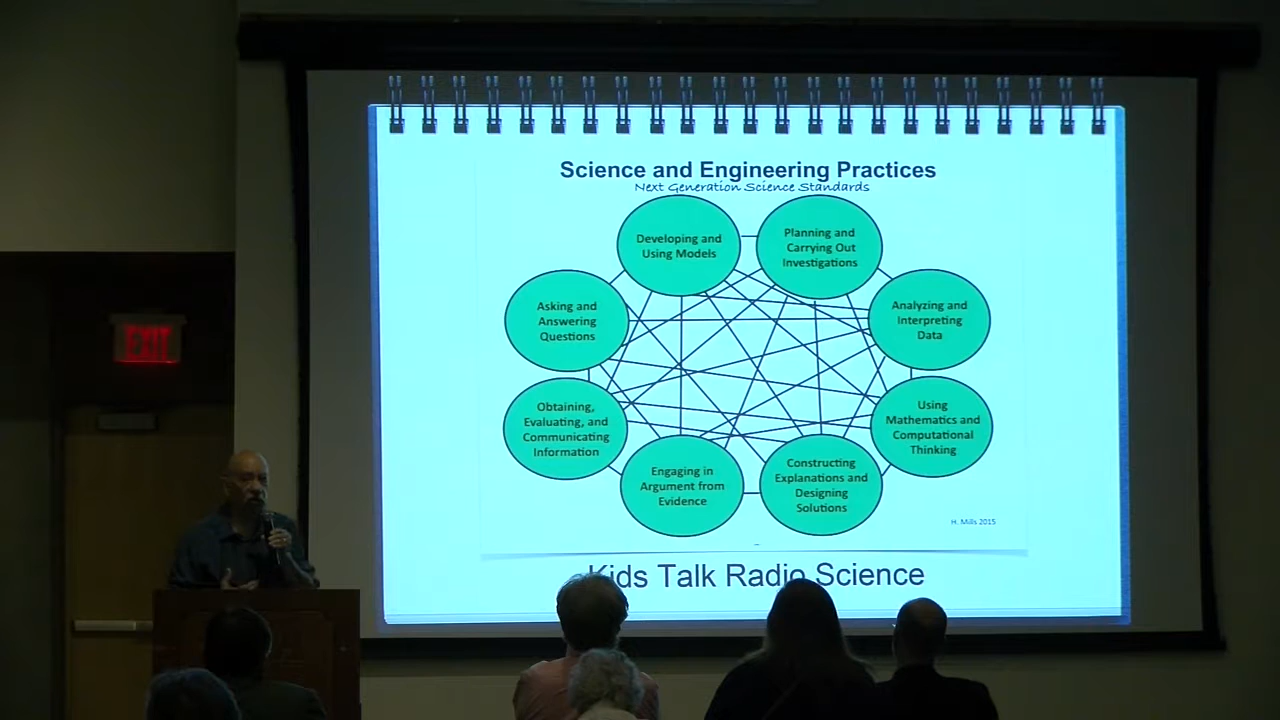 Science and Engineering Practices
Next Generation Science Standards
Developing and
Using Models
Planning and
Carrying Out
Investigations
Asking and
Answering
Questions
Analyzing and
Interpreting
Data
Obtaining,
Evaluating, and
Communicating
Information
Using
Mathematics and
Computational
Thinking
Engaging in
Argument from
Evidence
Constructing
Explanations and
Designing
Solutions
H. Mills 2015
Kids Talk Radio Science
EXIT